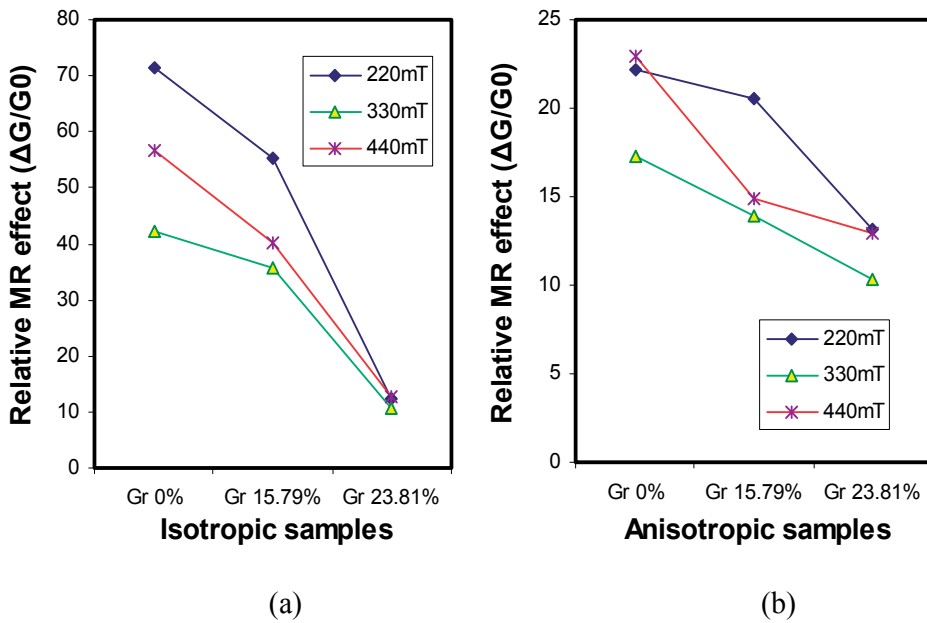 80
70
60
50
40
30
20
10
0
Relative MR effect (ΔG/G0)
220mT
330mT
440mT
Gr 0% Gr 15.79% Gr 23.81%
Isotropic samples
(a)
25
20
15
10
5
0
Relative MR effect (ΔG/G0)
220mT
330mT
440mT
Gr 0% Gr 15.79% Gr 23.81%
Anisotropic samples
(b)